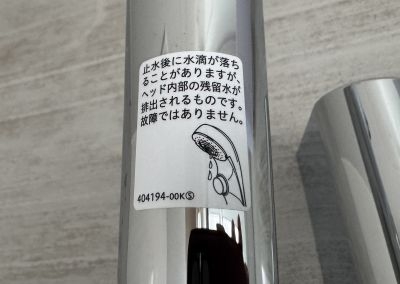 止水後に水滴が落ち
ることがありますが、
ヘッド内部の残留水が
排出されるものです。
故障ではありません。
404194-00KⓈ